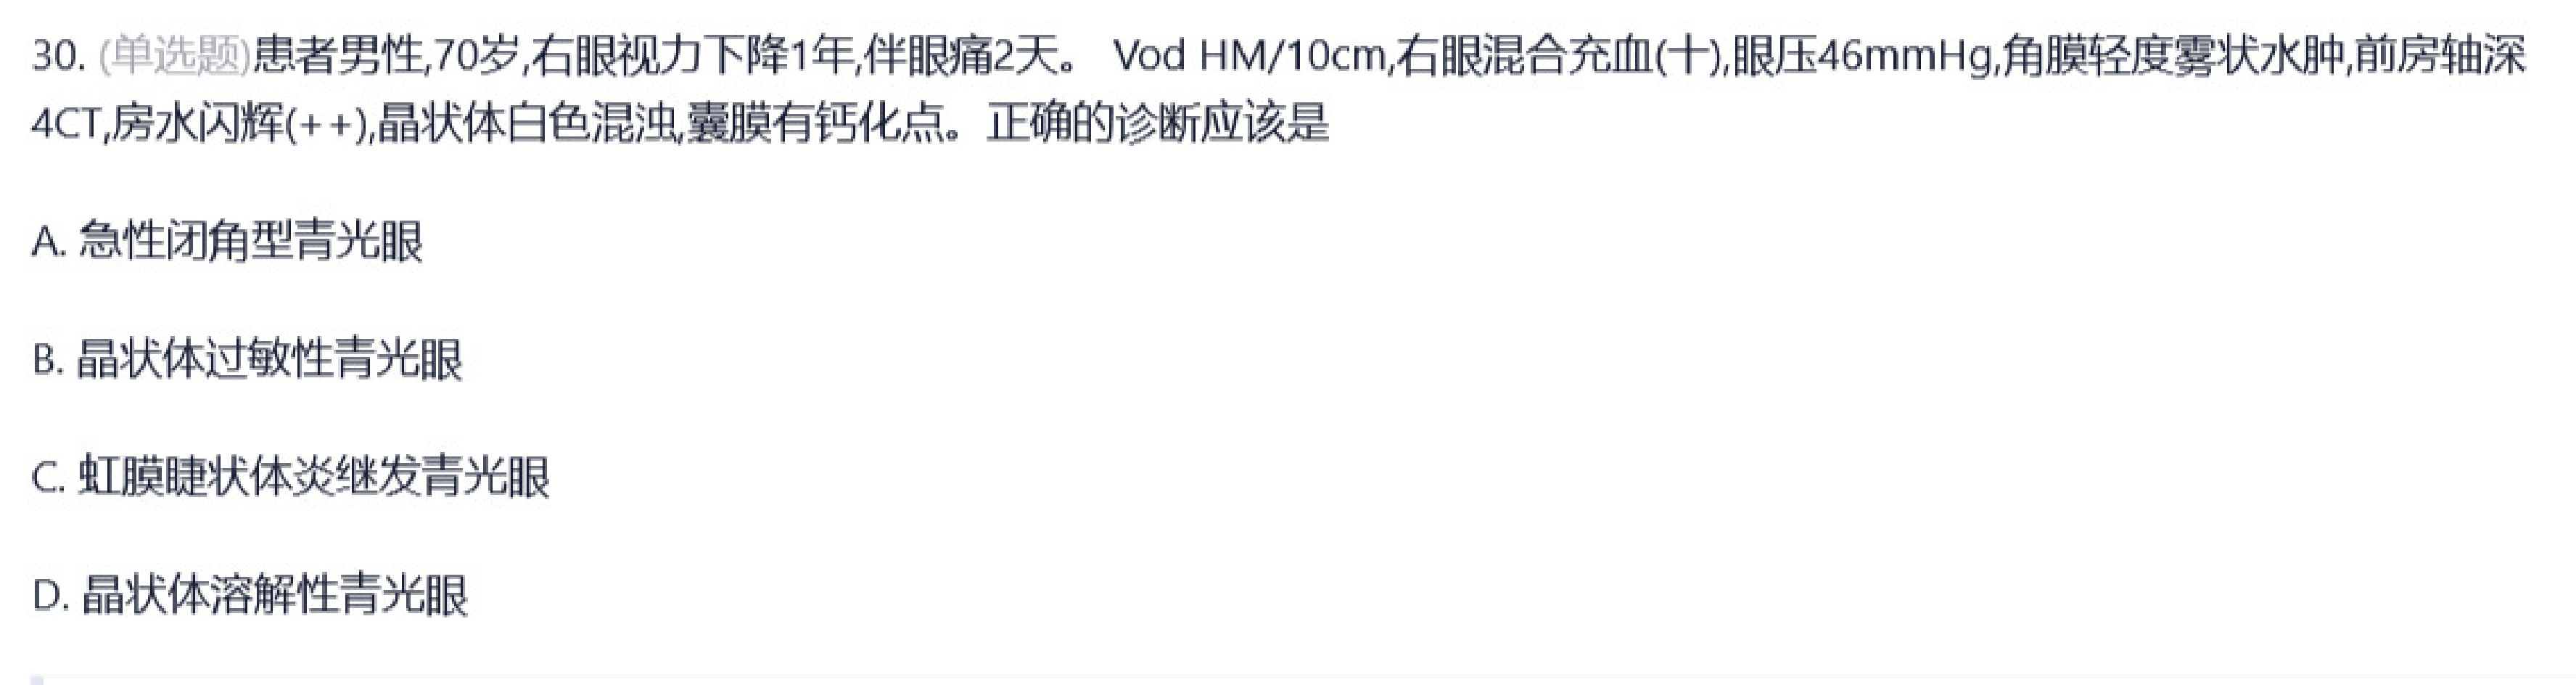 30. (单选题)患者男性,70岁,右眼视力下降1年,伴眼痛2天。 Vod HM/10cm,右眼混合充血(十),眼压46mmHg,角膜轻度雾状水肿,前房轴深
4CT,房水闪辉(++),晶状体白色混浊,囊膜有钙化点。正确的诊断应该是
A. 急性闭角型青光眼
B. 晶状体过敏性青光眼
C. 虹膜睫状体炎继发青光眼
D. 晶状体溶解性青光眼